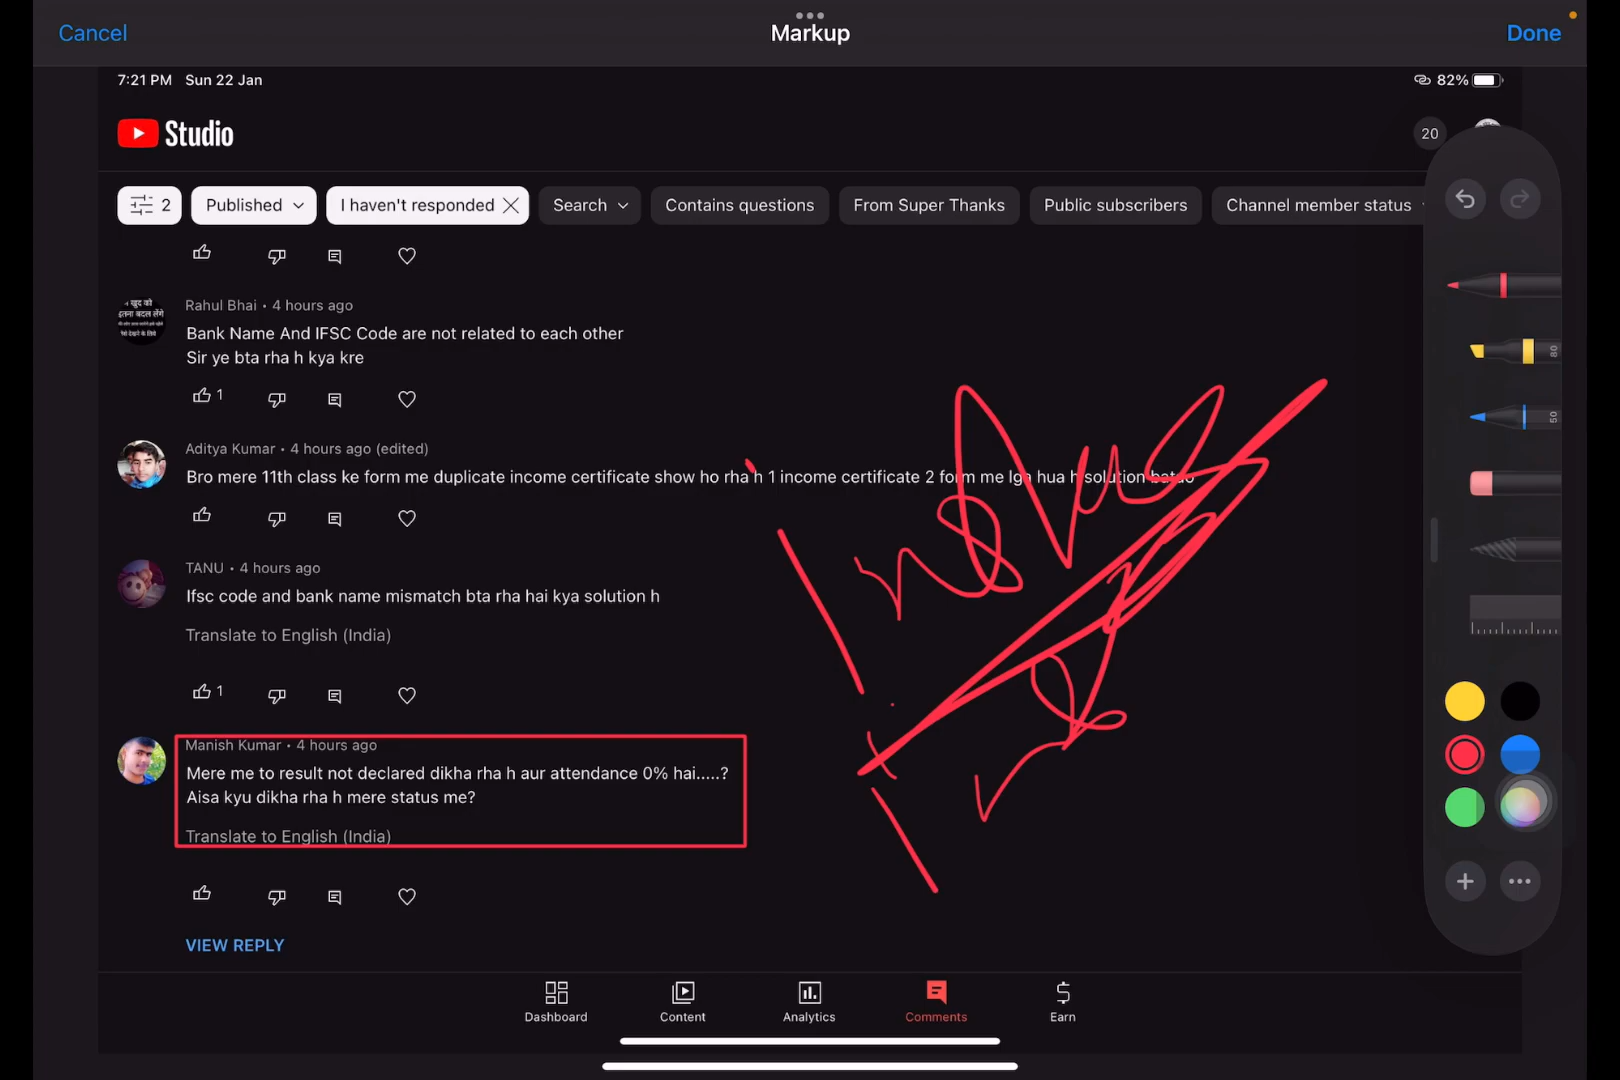 Cancel
Markup
Done
7:21 PM Sun 22 Jan
82%
Studio
20
2
Published
I haven't responded
Search
Contains questions
From Super Thanks
Public subscribers
Channel member status
Rahul Bhai • 4 hours ago
Bank Name And IFSC Code are not related to each other
Sir ye bta rha h kya kre
1
Aditya Kumar • 4 hours ago (edited)
Bro mere 11th class ke form me duplicate income certificate show ho rha h 1 income certificate 2 form me lga hua h solution batao
TANU • 4 hours ago
Ifsc code and bank name mismatch bta rha hai kya solution h
Translate to English (India)
1
Manish Kumar • 4 hours ago
Mere me to result not declared dikha rha h aur attendance 0% hai.....?
Aisa kyu dikha rha h mere status me?
Translate to English (India)
VIEW REPLY
Dashboard
Content
Analytics
Comments
Earn
80
50